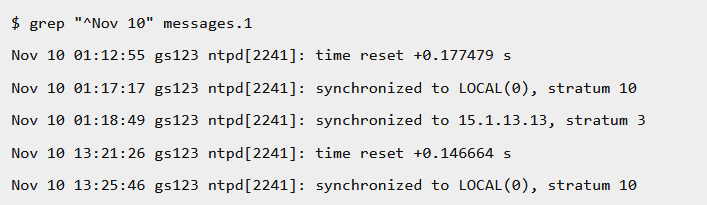 $ grep "^Nov 10" messages.1
Nov 10 01:12:55 gs123 ntpd[2241]: time reset +0.177479 s
Nov 10 01:17:17 gs123 ntpd[2241]: synchronized to LOCAL(0), stratum 10
Nov 10 01:18:49 gs123 ntpd[2241]: synchronized to 15.1.13.13, stratum 3
Nov 10 13:21:26 gs123 ntpd[2241]: time reset +0.146664 s
Nov 10 13:25:46 gs123 ntpd[2241]: synchronized to LOCAL(0), stratum 10